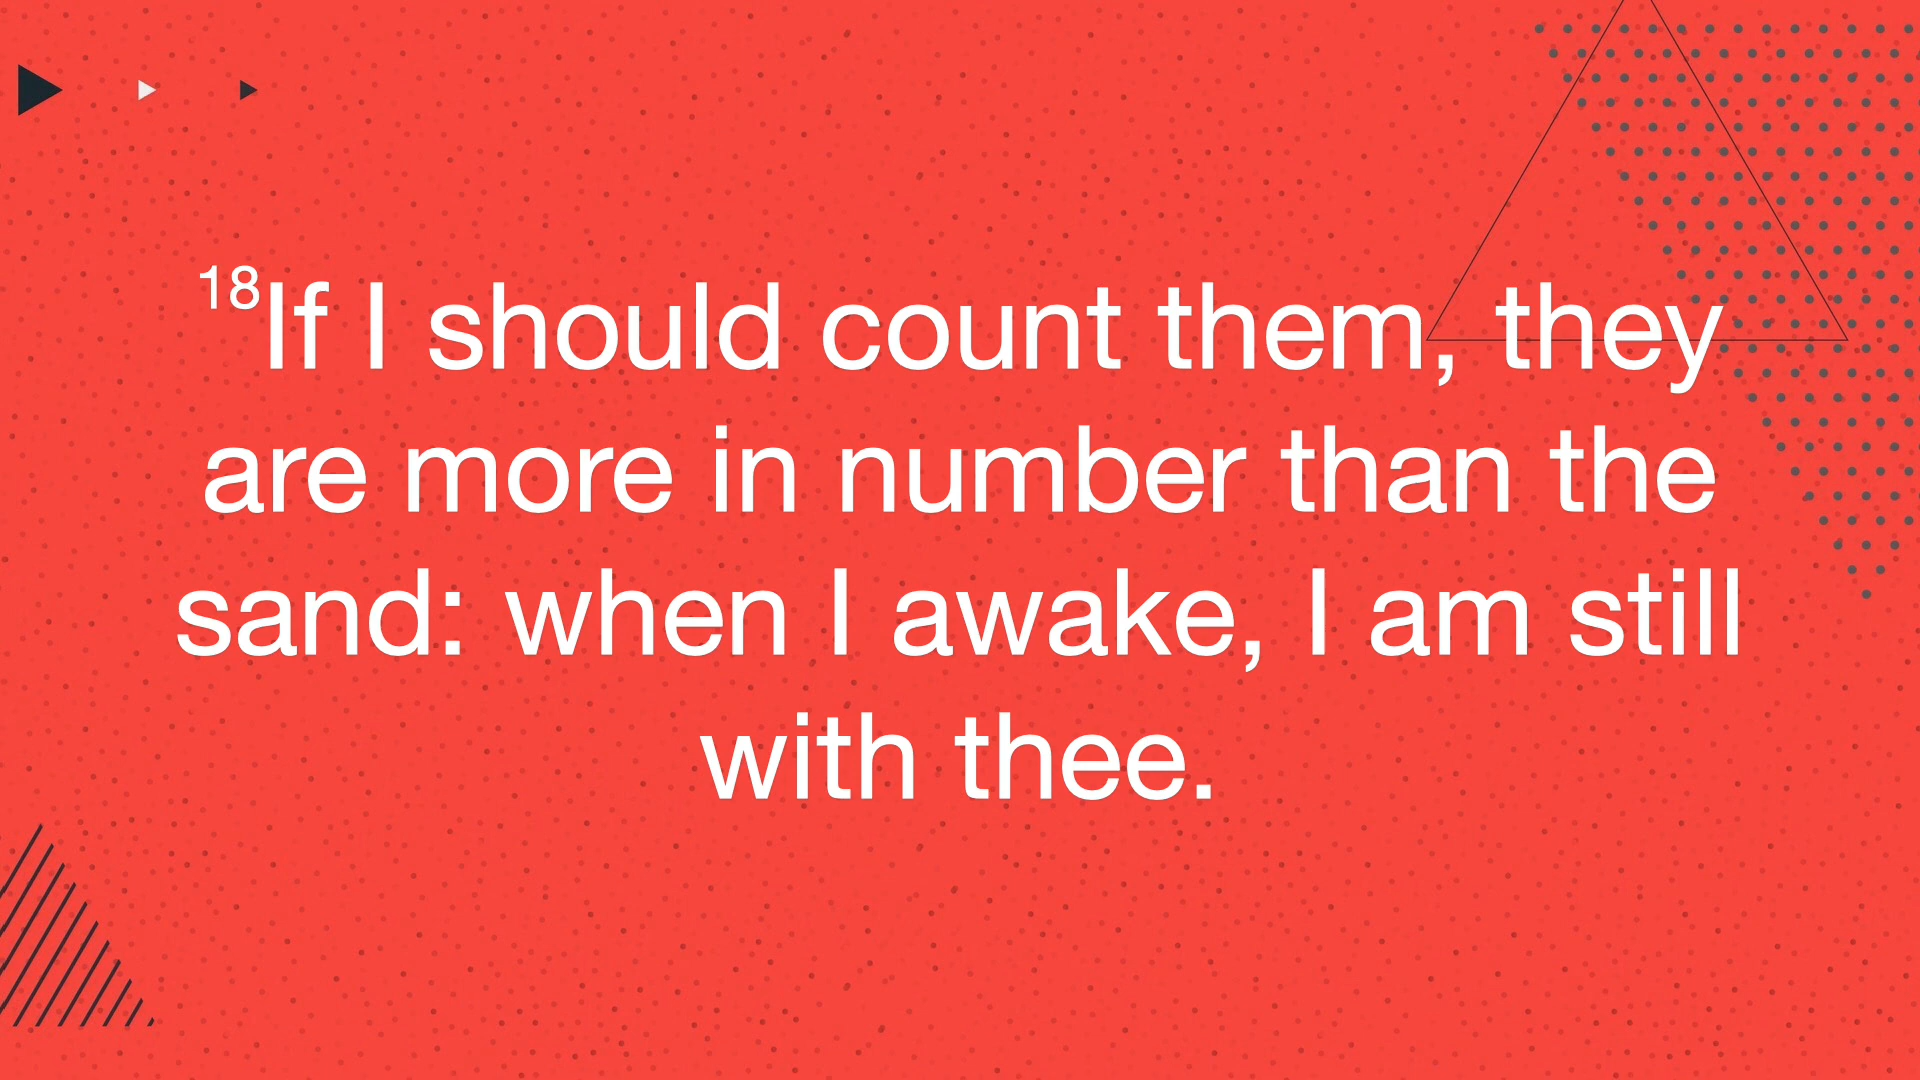 18If I should count them, they
are more in number than the
sand: when I awake, I am still
with thee.